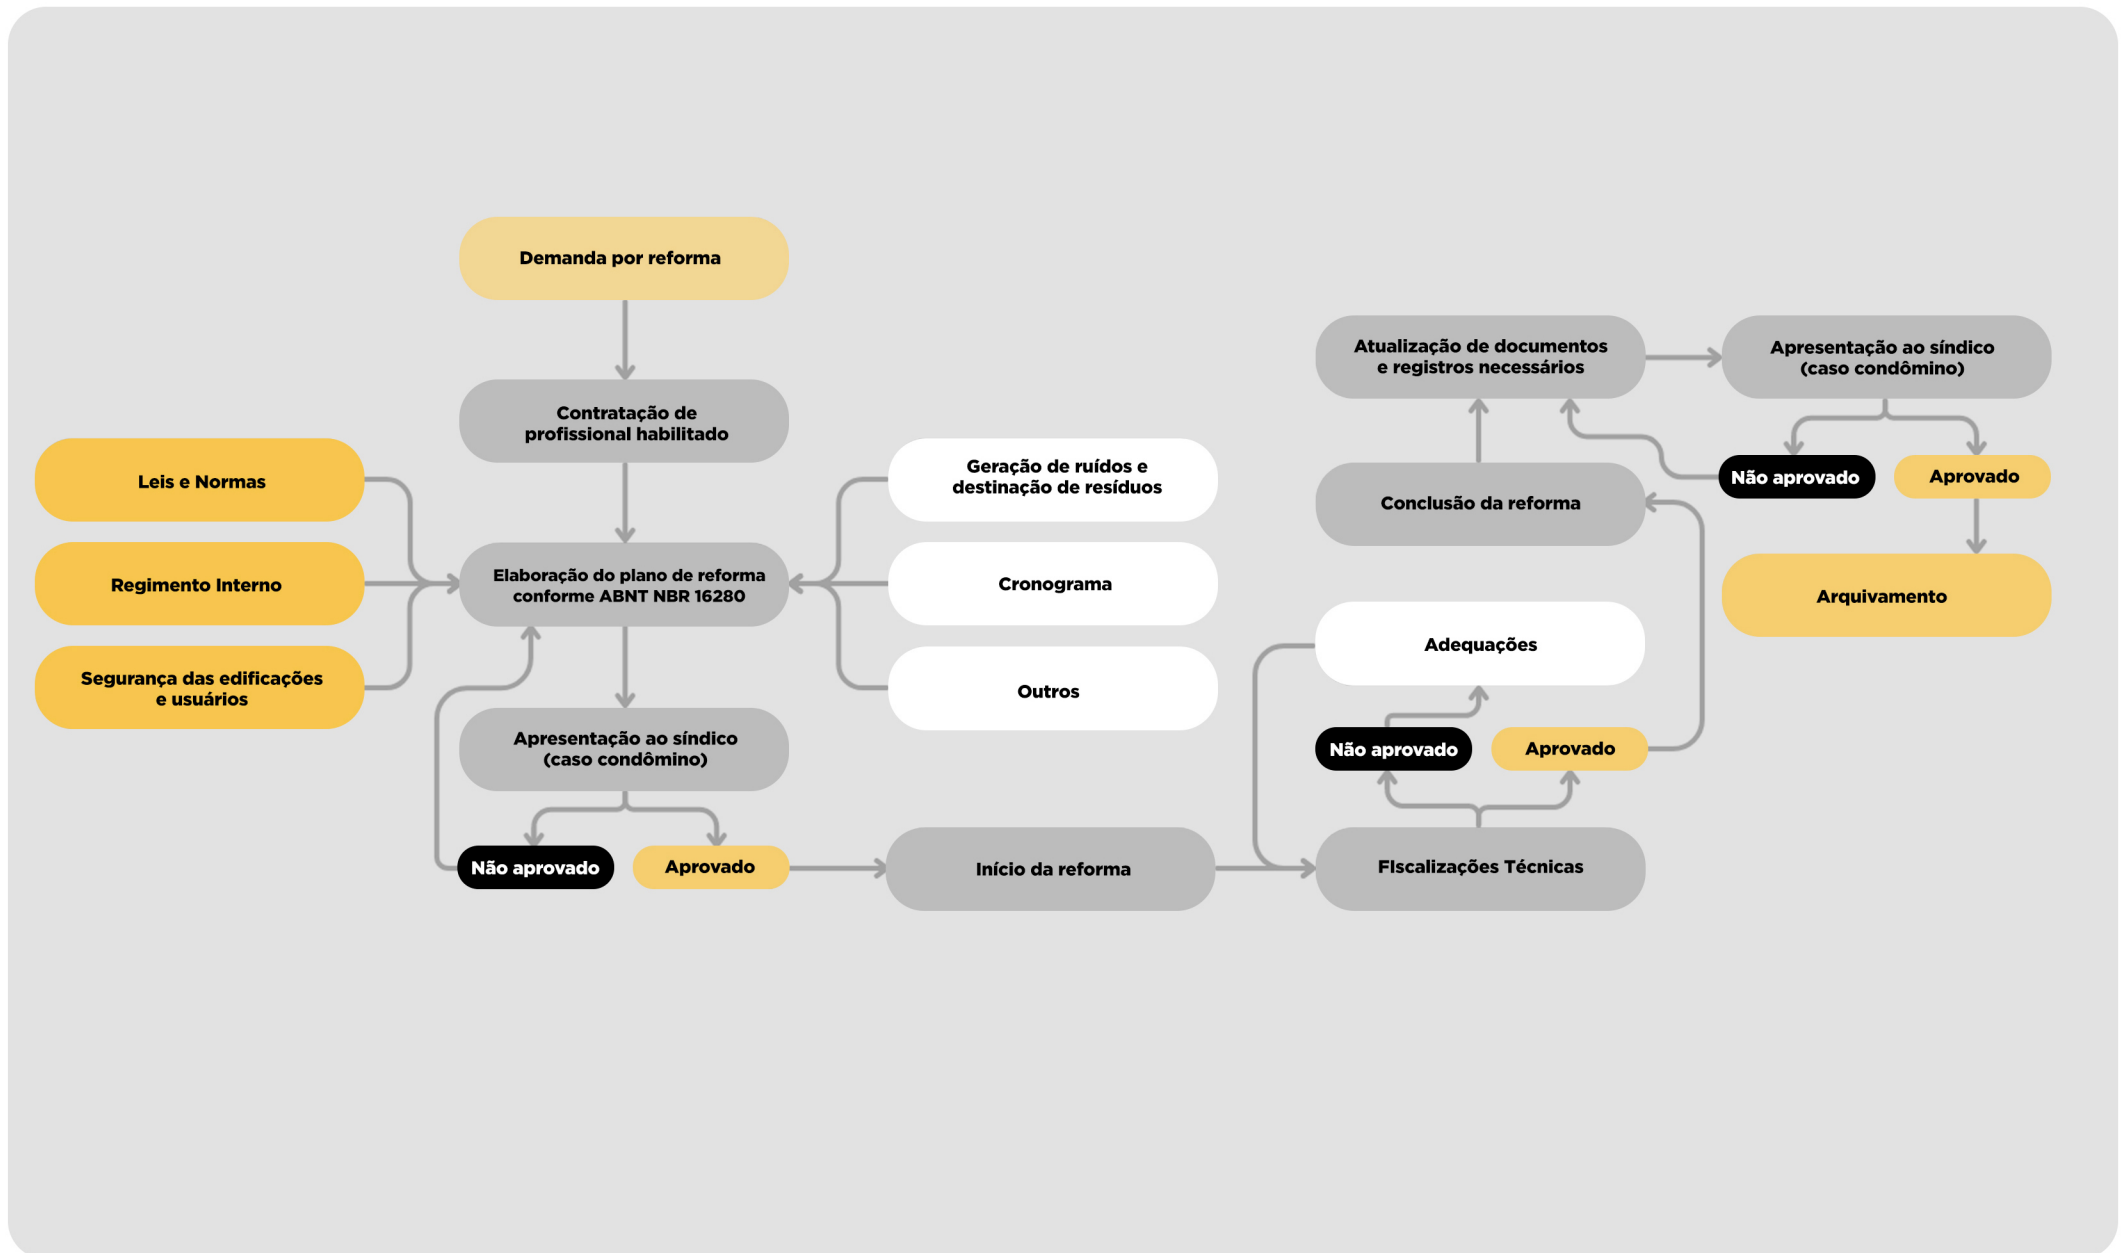 Demanda por reforma
Contratação de
profissional habilitado
Leis e Normas
Regimento Interno
Segurança das edificações
e usuários
Elaboração do plano de reforma
conforme ABNT NBR 16280
Geração de ruídos e
destinação de resíduos
Cronograma
Outros
Apresentação ao síndico
(caso condômino)
Não aprovado
Aprovado
Início da reforma
FIscalizações Técnicas
Não aprovado
Aprovado
Adequações
Conclusão da reforma
Atualização de documentos
e registros necessários
Apresentação ao síndico
(caso condômino)
Não aprovado
Aprovado
Arquivamento